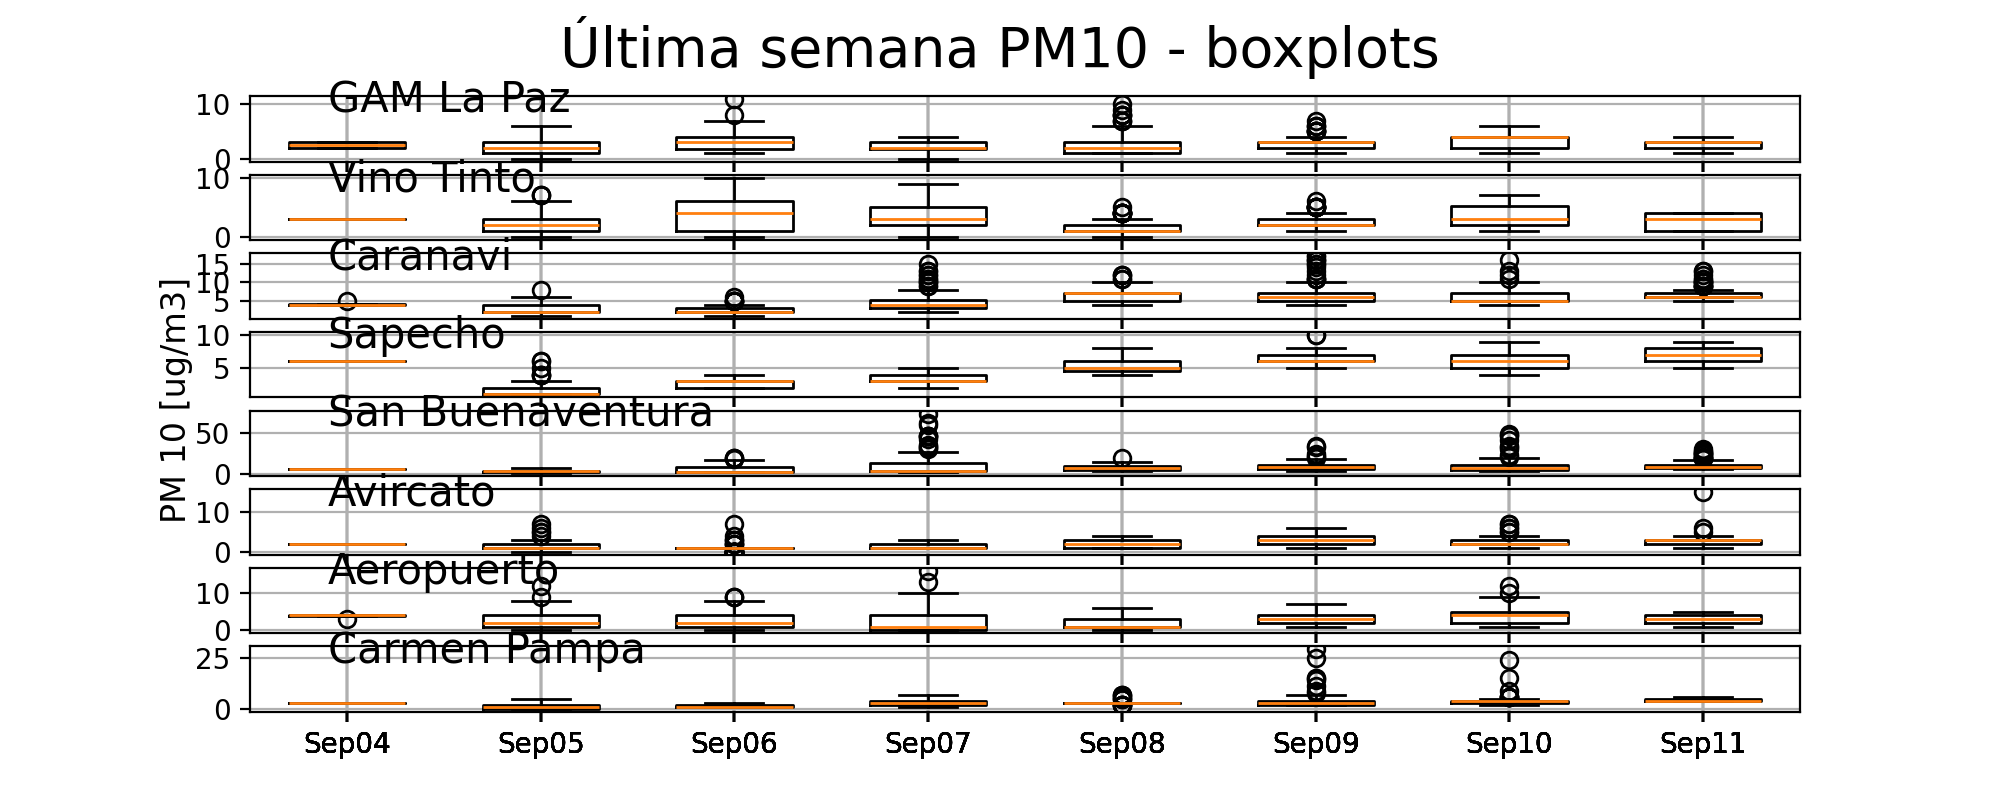 Última semana PM10 - boxplots
GAM La Paz
10
0
Vino Tinto
10
0
Caranavi
15
10
5
Sapecho
10
5
San Buenaventura
50
0
Avircato
10
0
Aeropuerto
10
0
Carmen Pampa
25
0
PM 10 [ug/m3]
Sep04 Sep05 Sep06 Sep07 Sep08 Sep09 Sep10 Sep11